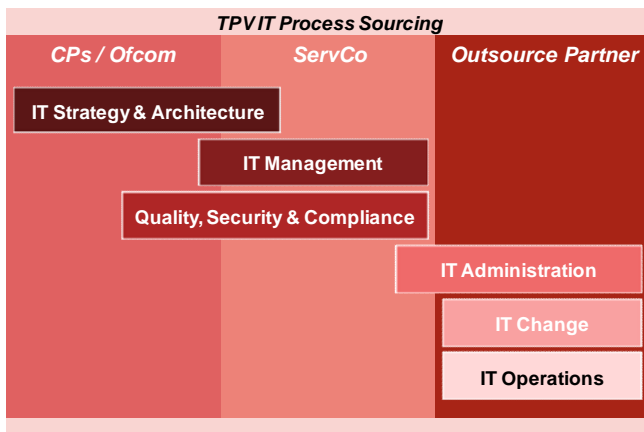 TPV IT Process Sourcing
CPs / Ofcom
ServCo
Outsource Partner
IT Strategy & Architecture
IT Management
Quality, Security & Compliance
IT Administration
IT Change
IT Operations